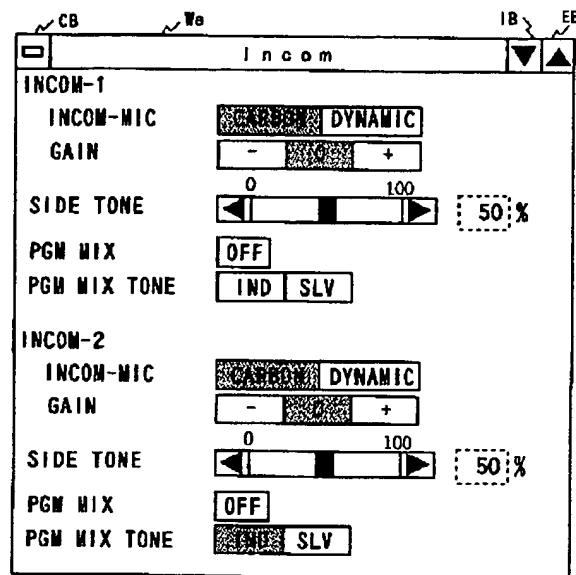 CB We IB EB
Incom
INCOM-1
INCOM-MIC CARBON DYNAMIC
GAIN - 0 +
0 100
SIDE TONE 50 %
PGM MIX OFF
PGM MIX TONE IND SLV
INCOM-2
INCOM-MIC CARBON DYNAMIC
GAIN - 0 +
0 100
SIDE TONE 50 %
PGM MIX OFF
PGM MIX TONE IND SLV